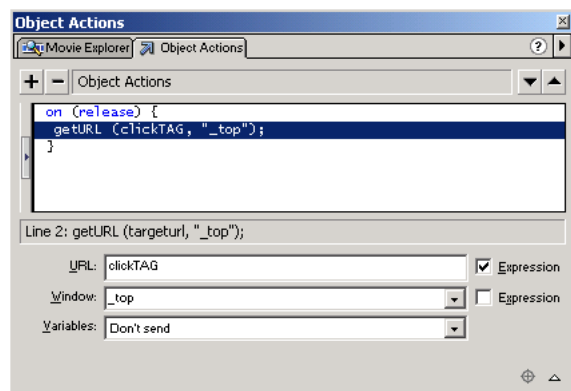 Object Actions
Movie Explorer Object Actions ?
+ − Object Actions
on (release) {
getURL (clickTAG, "_top");
}
Line 2: getURL (targeturl, "_top");
URL: clickTAG Expression
Window: _top Expression
Variables: Don't send